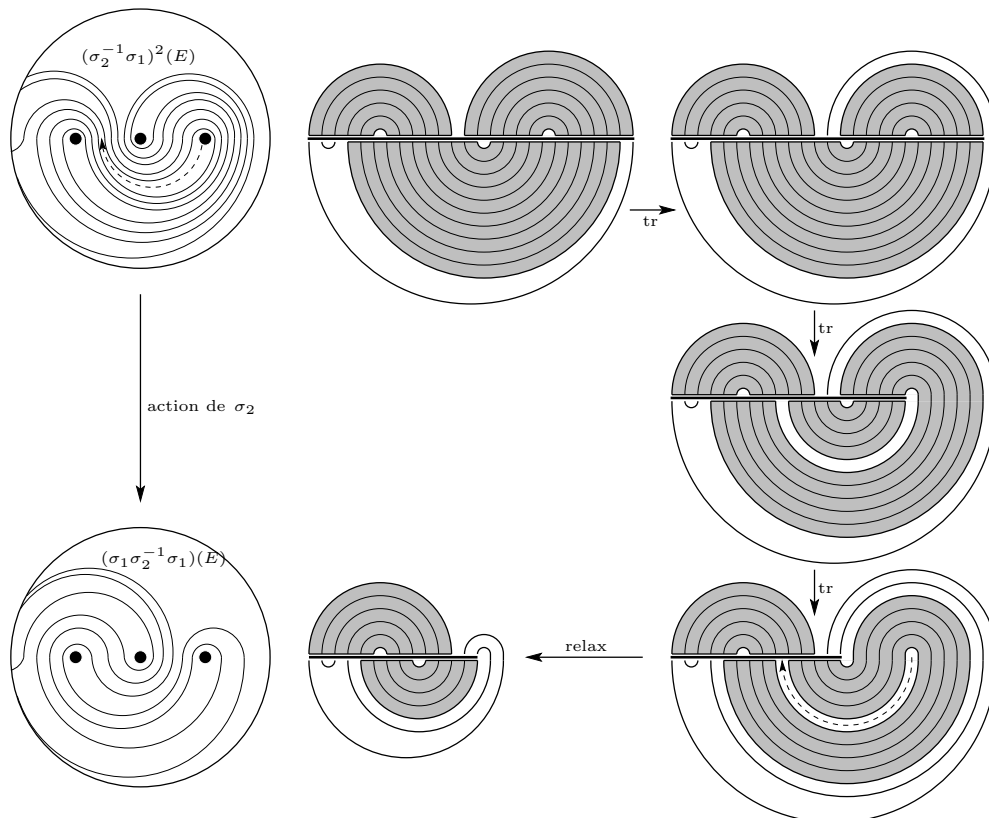 (σ₂⁻¹σ₁)²(E)
tr
tr
action de σ₂
tr
relax
(σ₁σ₂⁻¹σ₁)(E)